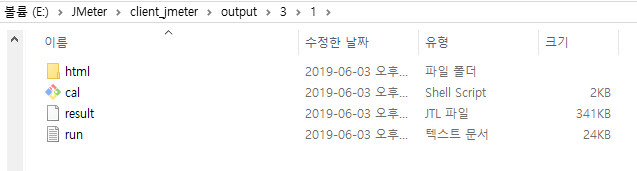 볼륨 (E:) > JMeter > client_jmeter > output > 3 > 1 >
이름 수정한 날짜 유형 크기
html 2019-06-03 오후... 파일 폴더
cal 2019-06-03 오후... Shell Script 2KB
result 2019-06-03 오후... JTL 파일 341KB
run 2019-06-03 오후... 텍스트 문서 24KB